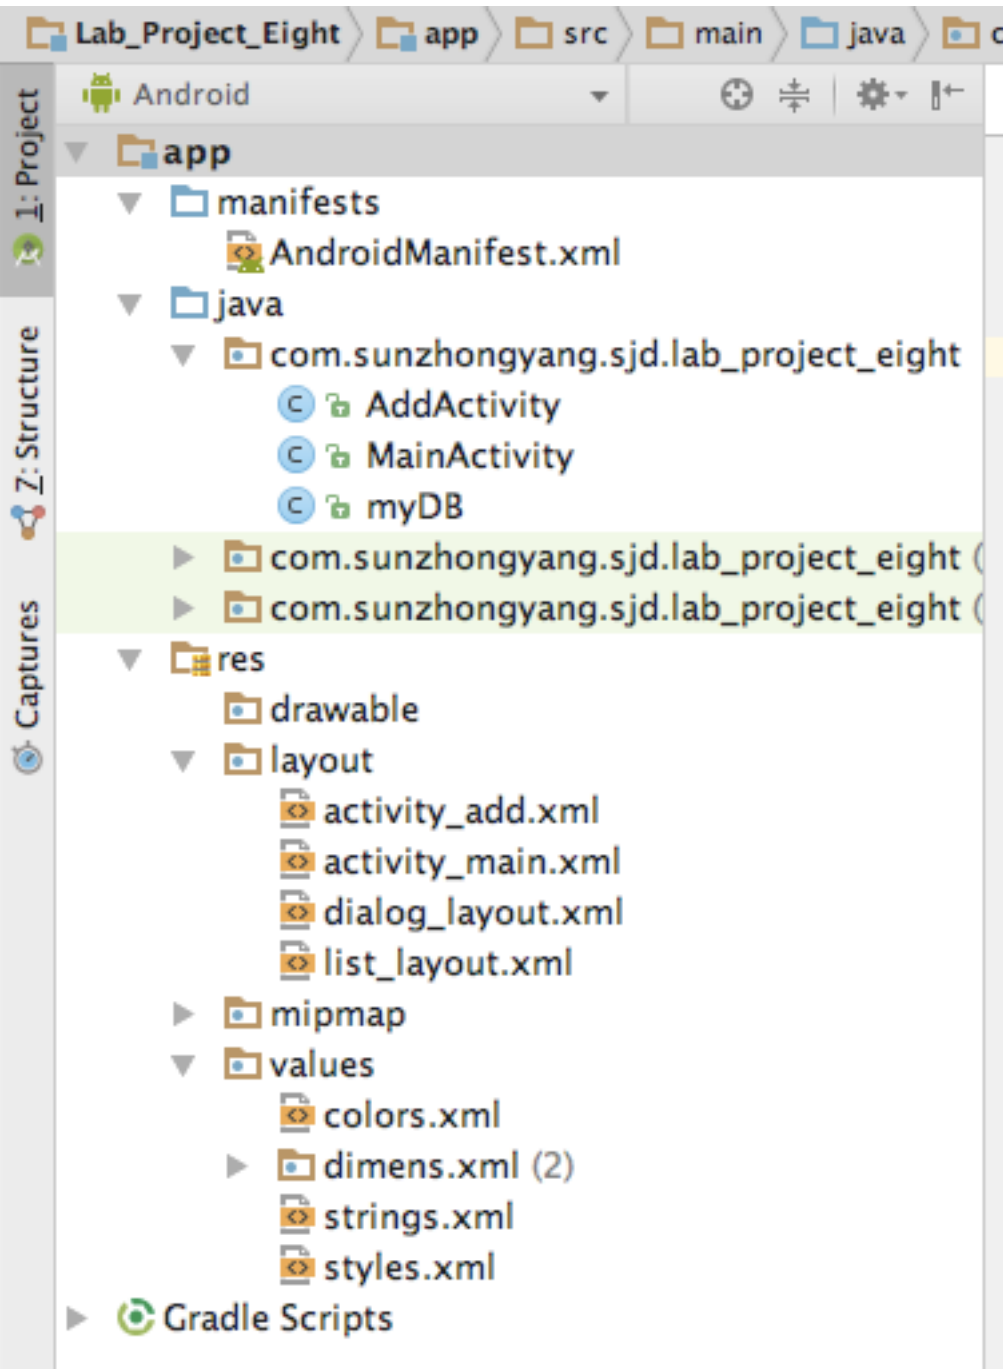 Lab_Project_Eight app src main java c
Android
1: Project
Z: Structure
Captures
app
manifests
AndroidManifest.xml
java
com.sunzhongyang.sjd.lab_project_eight
AddActivity
MainActivity
myDB
com.sunzhongyang.sjd.lab_project_eight (
com.sunzhongyang.sjd.lab_project_eight (
res
drawable
layout
activity_add.xml
activity_main.xml
dialog_layout.xml
list_layout.xml
mipmap
values
colors.xml
dimens.xml (2)
strings.xml
styles.xml
Gradle Scripts